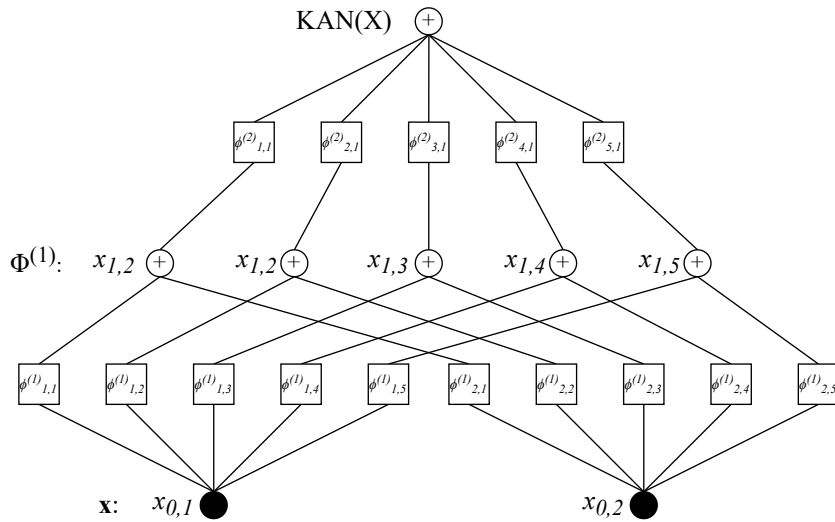 KAN(X) +
ϕ⁽²⁾₁,₁ ϕ⁽²⁾₂,₁ ϕ⁽²⁾₃,₁ ϕ⁽²⁾₄,₁ ϕ⁽²⁾₅,₁
Φ⁽¹⁾: x₁,₂ + x₁,₂ + x₁,₃ + x₁,₄ + x₁,₅ +
ϕ⁽¹⁾₁,₁ ϕ⁽¹⁾₁,₂ ϕ⁽¹⁾₁,₃ ϕ⁽¹⁾₁,₄ ϕ⁽¹⁾₁,₅ ϕ⁽¹⁾₂,₁ ϕ⁽¹⁾₂,₂ ϕ⁽¹⁾₂,₃ ϕ⁽¹⁾₂,₄ ϕ⁽¹⁾₂,₅
x: x₀,₁ x₀,₂